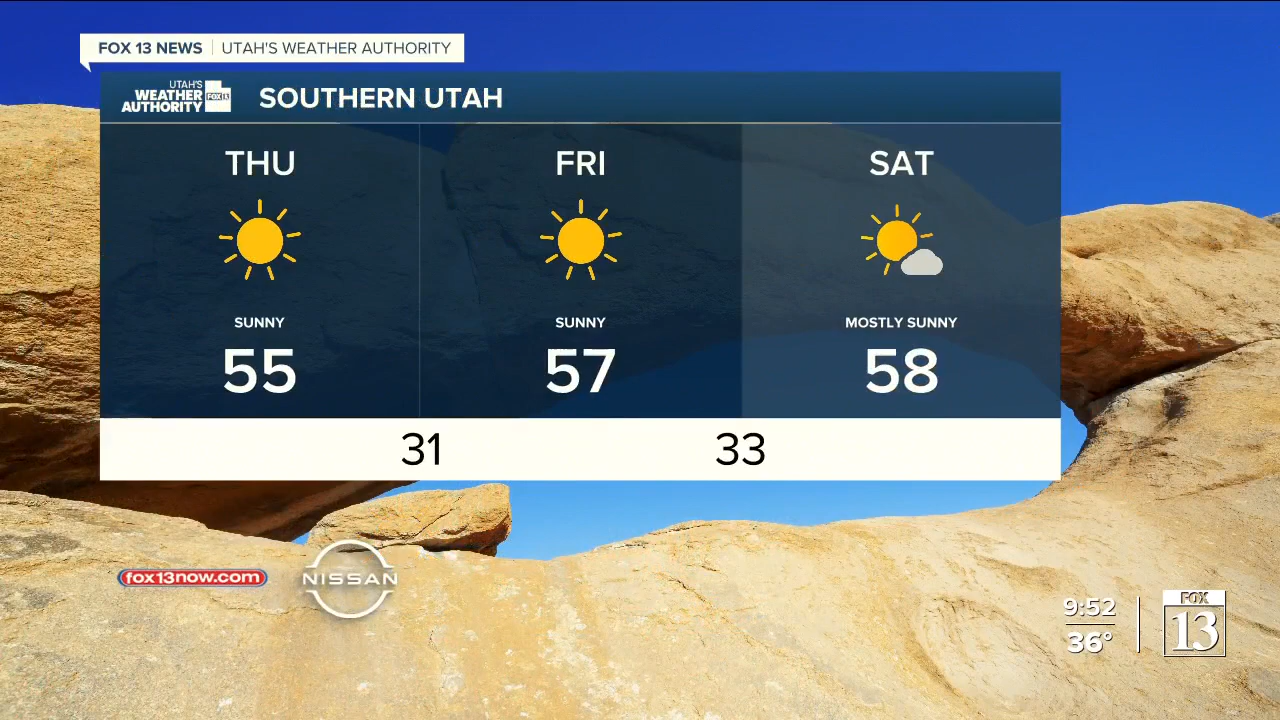 FOX 13 NEWS | UTAH'S WEATHER AUTHORITY
UTAH'S
WEATHER
AUTHORITY
FOX 13
SOUTHERN UTAH
THU
FRI
SAT
SUNNY
SUNNY
MOSTLY SUNNY
55
57
58
31
33
fox13now.com
NISSAN
9:52
36°
FOX
13